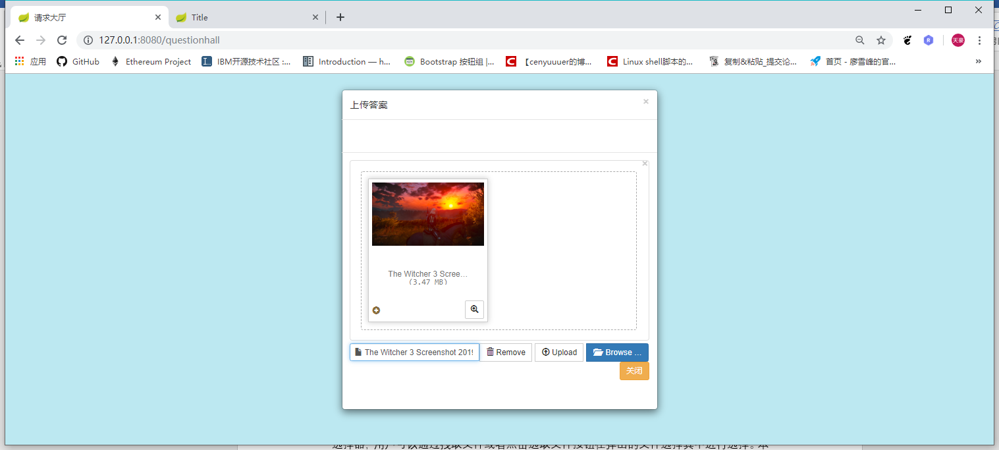 请求大厅
Title
127.0.0.1:8080/questionhall
天豪
应用
GitHub
Ethereum Project
IBM开源技术社区 :...
Introduction — h...
Bootstrap 按钮组 |...
【cenyuuuer的博...
Linux shell脚本的...
复制&粘贴_提交论...
首页 - 廖雪峰的官...
»
上传答案
The Witcher 3 Scree...
(3.47 MB)
The Witcher 3 Screenshot 201
Remove
Upload
Browse ...
关闭